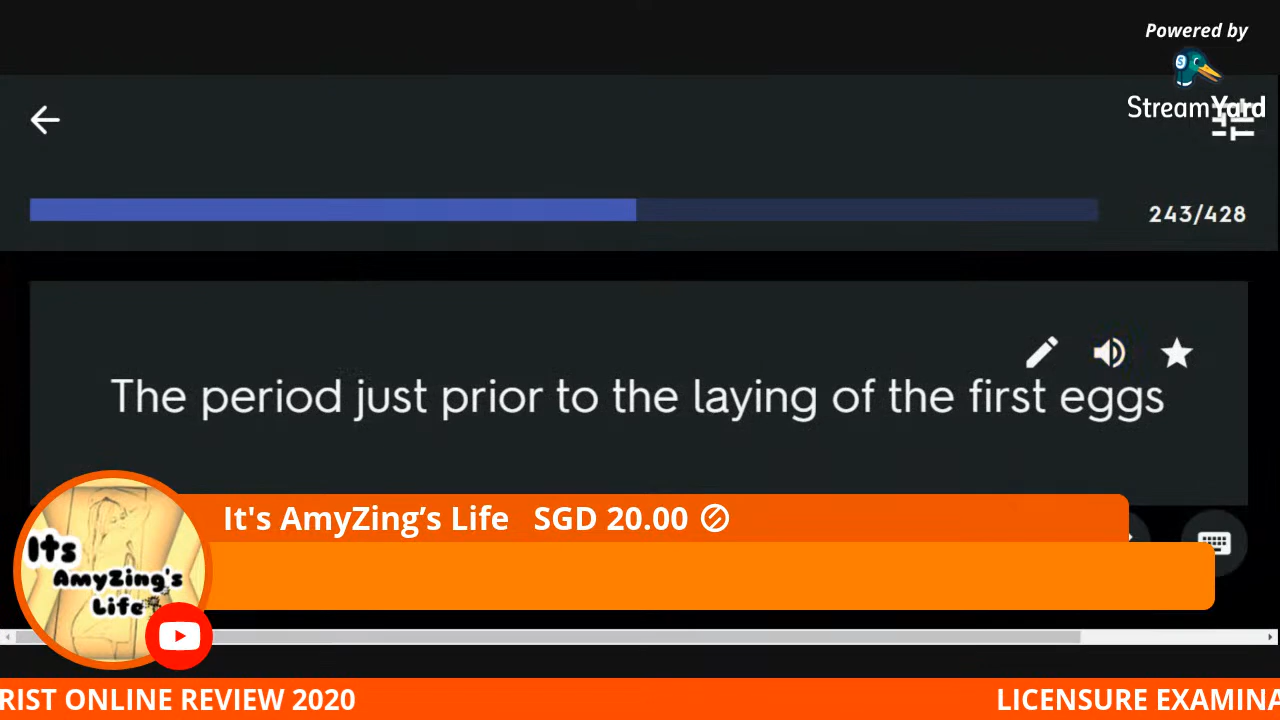 Powered by
StreamYard
243/428
The period just prior to the laying of the first eggs
It's AmyZing’s Life SGD 20.00
Its
AmyZing's
Life
RIST ONLINE REVIEW 2020 LICENSURE EXAMINA